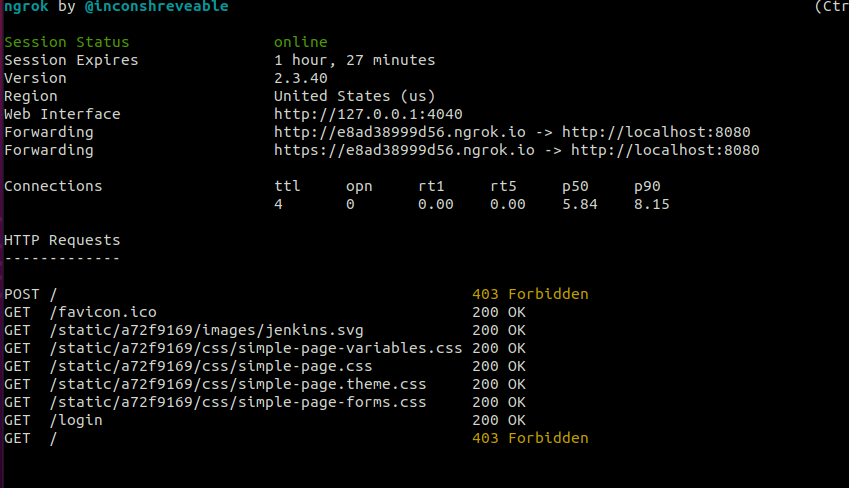 ngrok by @inconshreveable (Ctr
Session Status online
Session Expires 1 hour, 27 minutes
Version 2.3.40
Region United States (us)
Web Interface http://127.0.0.1:4040
Forwarding http://e8ad38999d56.ngrok.io -> http://localhost:8080
Forwarding https://e8ad38999d56.ngrok.io -> http://localhost:8080
Connections ttl opn rt1 rt5 p50 p90
4 0 0.00 0.00 5.84 8.15
HTTP Requests
-------------
POST / 403 Forbidden
GET /favicon.ico 200 OK
GET /static/a72f9169/images/jenkins.svg 200 OK
GET /static/a72f9169/css/simple-page-variables.css 200 OK
GET /static/a72f9169/css/simple-page.css 200 OK
GET /static/a72f9169/css/simple-page.theme.css 200 OK
GET /static/a72f9169/css/simple-page-forms.css 200 OK
GET /login 200 OK
GET / 403 Forbidden